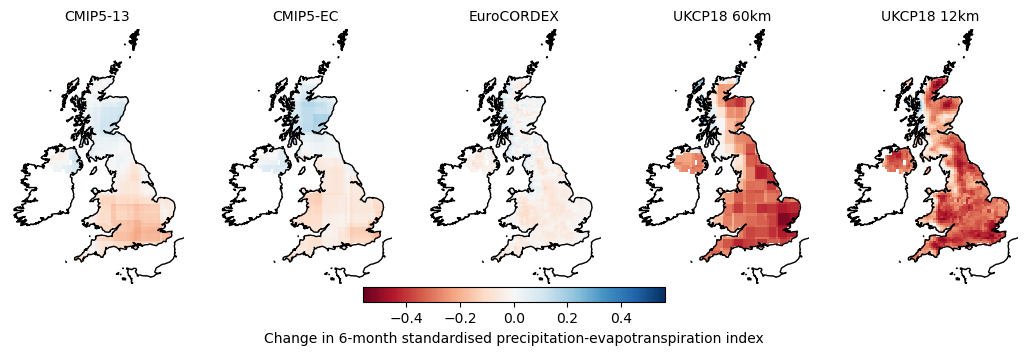 CMIP5-13 CMIP5-EC EuroCORDEX UKCP18 60km UKCP18 12km
−0.4 −0.2 0.0 0.2 0.4
Change in 6-month standardised precipitation-evapotranspiration index